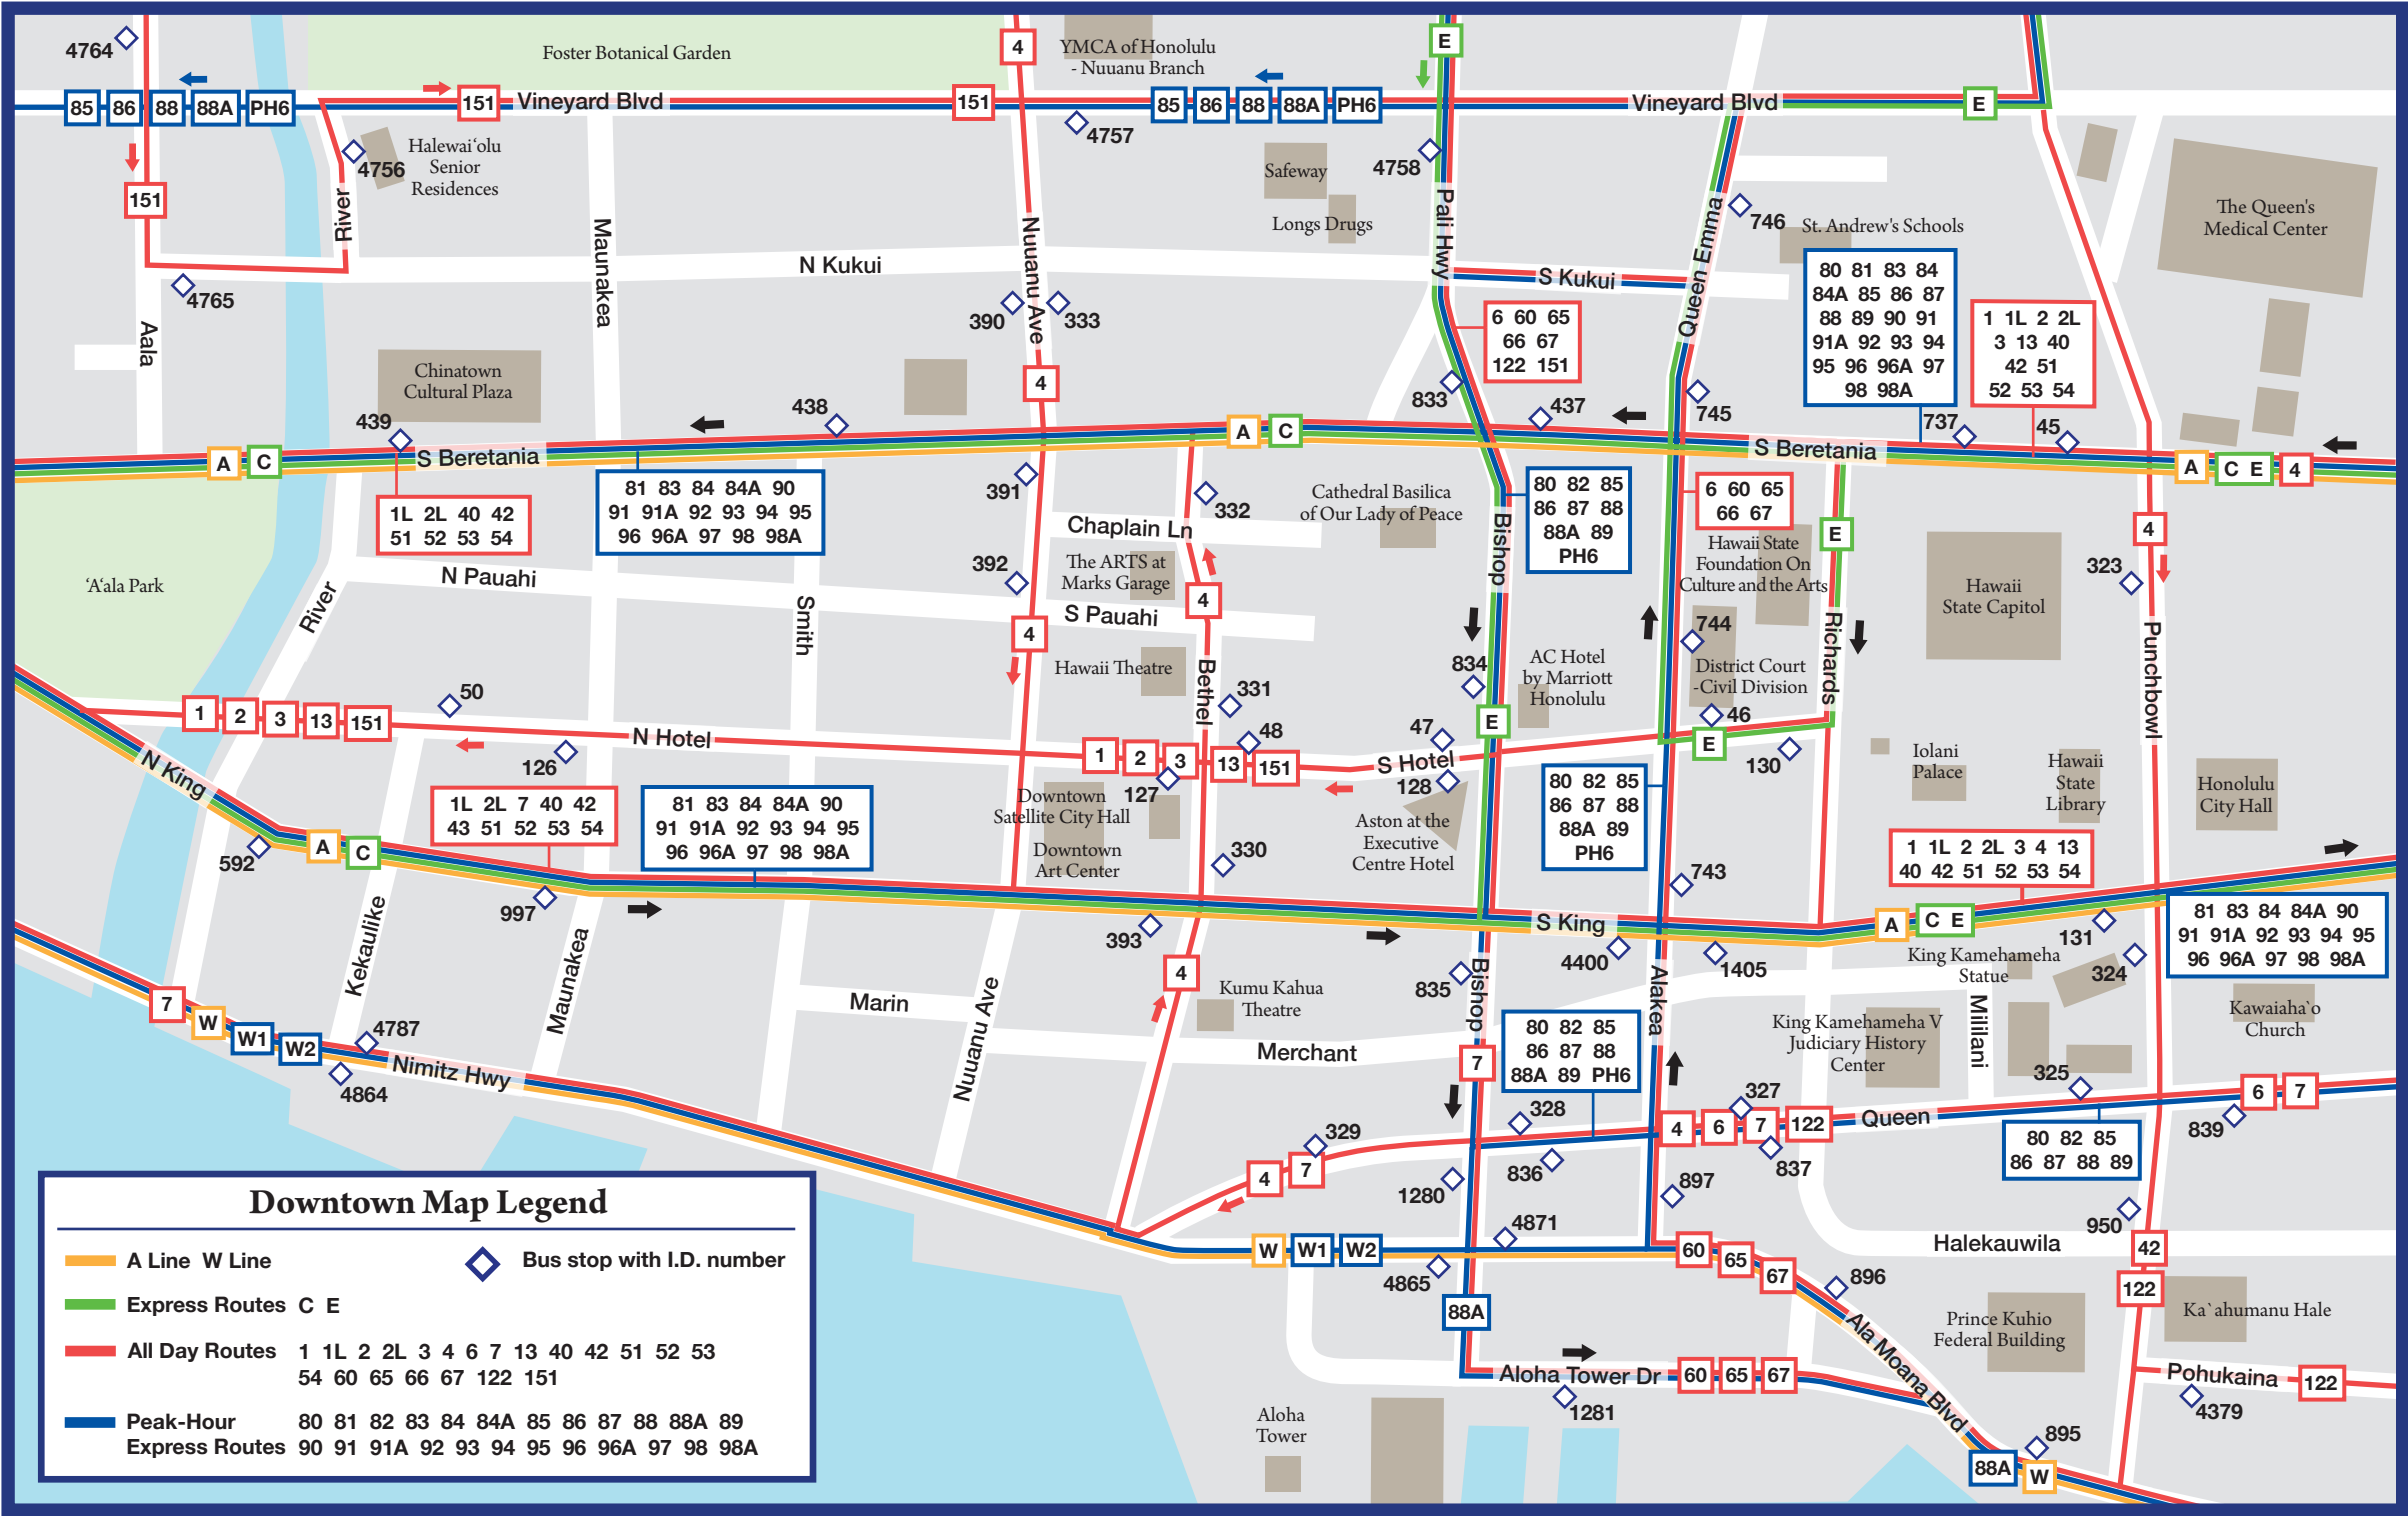 4764
85 86 88 88A PH6
Foster Botanical Garden
151
Vineyard Blvd
151
4
YMCA of Honolulu
- Nuuanu Branch
4757
85 86 88 88A PH6
E
Vineyard Blvd
E
4756
Halewai‘olu
Senior
Residences
151
River
Maunakea
4765
Aala
N Kukui
Nuuanu Ave
390
333
4
Safeway
Longs Drugs
4758
Pali Hwy
S Kukui
Queen Emma
746
St. Andrew's Schools
The Queen's
Medical Center
6 60 65
66 67
122 151
80 81 83 84
84A 85 86 87
88 89 90 91
91A 92 93 94
95 96 96A 97
98 98A
1 1L 2 2L
3 13 40
42 51
52 53 54
Chinatown
Cultural Plaza
439
438
833
437
745
737
45
A C
S Beretania
A C
S Beretania
A C E 4
1L 2L 40 42
51 52 53 54
81 83 84 84A 90
91 91A 92 93 94 95
96 96A 97 98 98A
391
332
Chaplain Ln
Cathedral Basilica
of Our Lady of Peace
80 82 85
86 87 88
88A 89
PH6
6 60 65
66 67
Bishop
E
4
‘A‘ala Park
N Pauahi
392
The ARTS at
Marks Garage
4
S Pauahi
4
Hawaii State
Foundation On
Culture and the Arts
Hawaii
State Capitol
323
River
Smith
Hawaii Theatre
Bethel
834
AC Hotel
by Marriott
Honolulu
744
District Court
-Civil Division
Richards
Punchbowl
1 2 3 13 151
50
331
E
47
48
46
N Hotel
126
1 2 3 13 151
S Hotel
E
130
N King
127
128
Iolani
Palace
Hawaii
State
Library
Honolulu
City Hall
1L 2L 7 40 42
43 51 52 53 54
81 83 84 84A 90
91 91A 92 93 94 95
96 96A 97 98 98A
Downtown
Satellite City Hall
Downtown
Art Center
Aston at the
Executive
Centre Hotel
80 82 85
86 87 88
88A 89
PH6
592
A C
330
743
1 1L 2 2L 3 4 13
40 42 51 52 53 54
997
393
S King
A C E
4400
1405
131
81 83 84 84A 90
91 91A 92 93 94 95
96 96A 97 98 98A
Kekaulike
Maunakea
4
835
Bishop
Alakea
King Kamehameha
Statue
324
7 W W1 W2
4787
4864
Nimitz Hwy
Marin
Nuuanu Ave
Kumu Kahua
Theatre
Merchant
7
80 82 85
86 87 88
88A 89 PH6
King Kamehameha V
Judiciary History
Center
Mililani
Kawaiaha`o
Church
325
328
327
4 6 7 122
Queen
6 7
839
329
4 7
836
837
80 82 85
86 87 88 89
1280
897
950
4871
W W1 W2
4865
60 65 67
Halekauwila
42
122
88A
896
Ala Moana Blvd
Prince Kuhio
Federal Building
Ka`ahumanu Hale
Aloha Tower Dr
60 65 67
1281
Pohukaina
122
4379
Aloha
Tower
895
88A W
Downtown Map Legend
A Line W Line
Bus stop with I.D. number
Express Routes C E
All Day Routes 1 1L 2 2L 3 4 6 7 13 40 42 51 52 53
54 60 65 66 67 122 151
Peak-Hour 80 81 82 83 84 84A 85 86 87 88 88A 89
Express Routes 90 91 91A 92 93 94 95 96 96A 97 98 98A